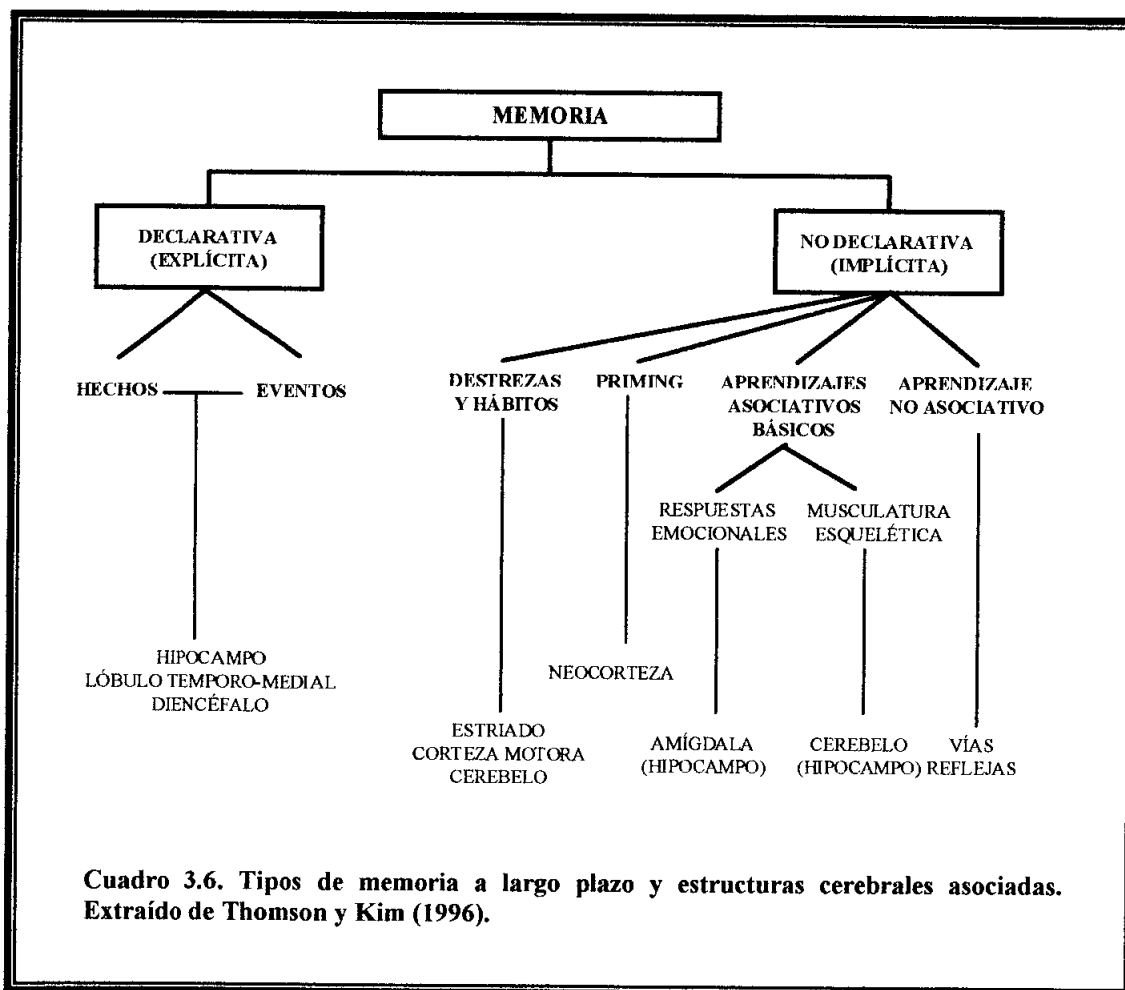 MEMORIA
DECLARATIVA
(EXPLÍCITA)
NO DECLARATIVA
(IMPLÍCITA)
HECHOS
EVENTOS
DESTREZAS
Y HÁBITOS
PRIMING
APRENDIZAJES
ASOCIATIVOS
BÁSICOS
APRENDIZAJE
NO ASOCIATIVO
RESPUESTAS
EMOCIONALES
MUSCULATURA
ESQUELÉTICA
HIPOCAMPO
LÓBULO TEMPORO-MEDIAL
DIENCÉFALO
ESTRIADO
CORTEZA MOTORA
CEREBELO
NEOCORTEZA
AMÍGDALA
(HIPOCAMPO)
CEREBELO
(HIPOCAMPO)
VÍAS
REFLEJAS
Cuadro 3.6. Tipos de memoria a largo plazo y estructuras cerebrales asociadas.
Extraído de Thomson y Kim (1996).